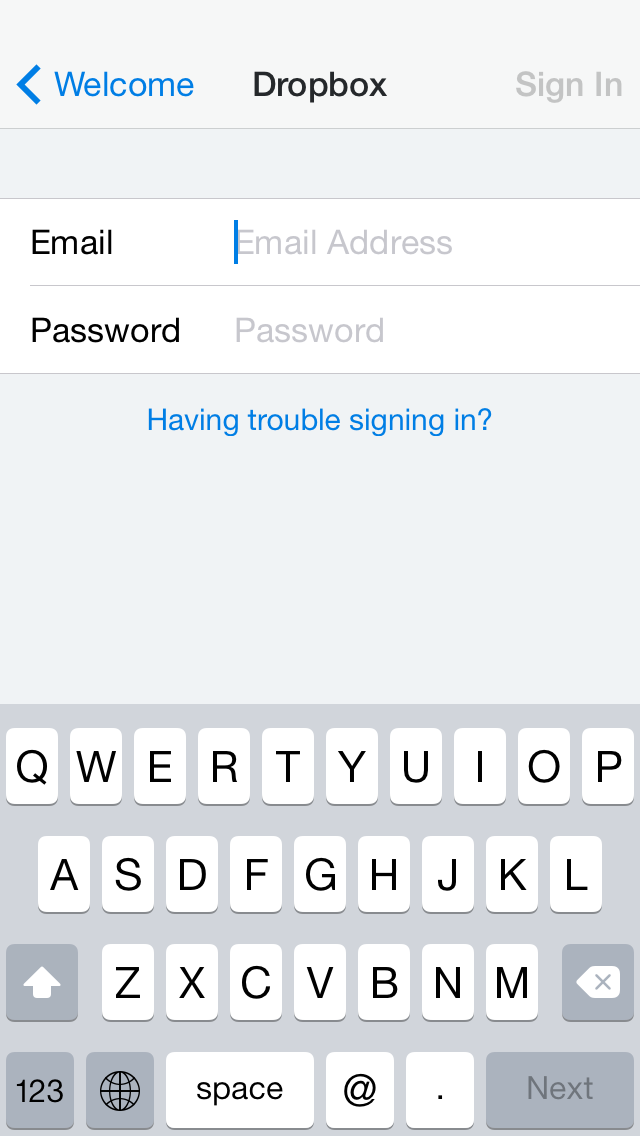 Welcome Dropbox Sign In
Email Email Address
Password Password
Having trouble signing in?
Q W E R T Y U I O P
A S D F G H J K L
Z X C V B N M
123 space @ . Next